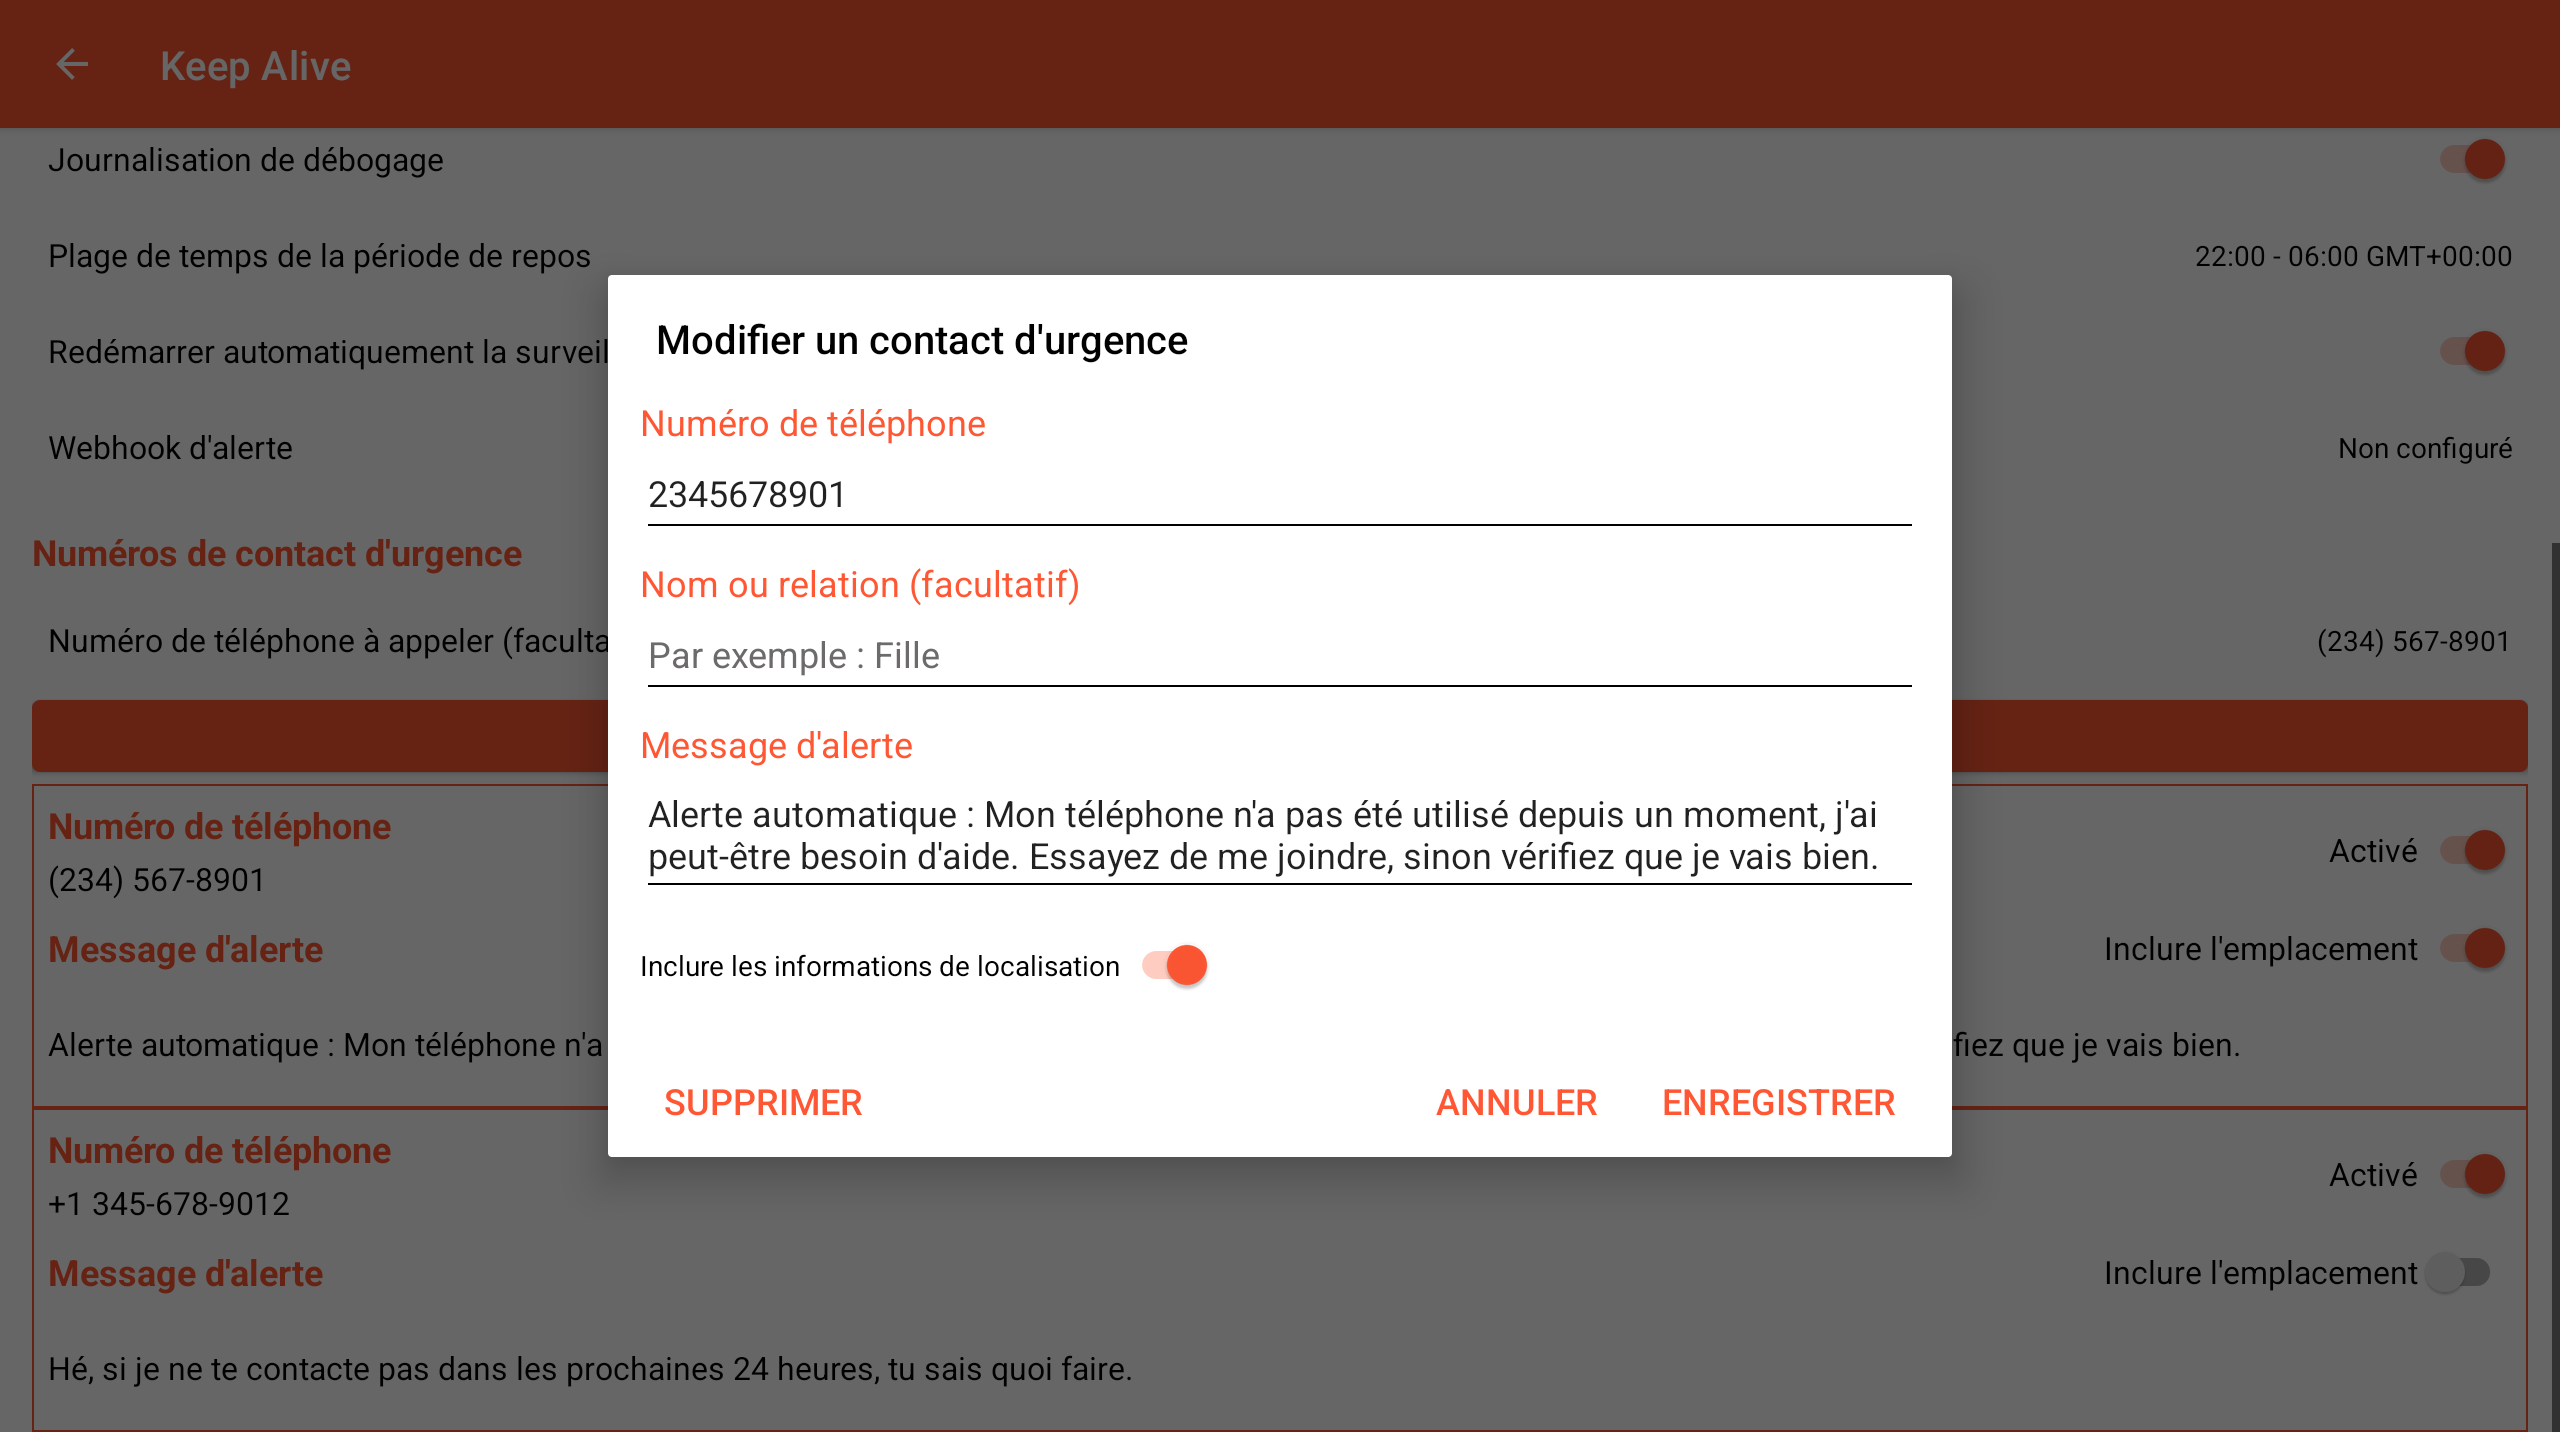 Keep Alive
Journalisation de débogage
Plage de temps de la période de repos
22:00 - 06:00 GMT+00:00
Redémarrer automatiquement la surveil
Webhook d'alerte
Non configuré
Numéros de contact d'urgence
Numéro de téléphone à appeler (faculta
(234) 567-8901
Numéro de téléphone
(234) 567-8901
Activé
Message d'alerte
Inclure l'emplacement
Alerte automatique : Mon téléphone n'a
fiez que je vais bien.
Numéro de téléphone
+1 345-678-9012
Activé
Message d'alerte
Inclure l'emplacement
Hé, si je ne te contacte pas dans les prochaines 24 heures, tu sais quoi faire.
Modifier un contact d'urgence
Numéro de téléphone
2345678901
Nom ou relation (facultatif)
Par exemple : Fille
Message d'alerte
Alerte automatique : Mon téléphone n'a pas été utilisé depuis un moment, j'ai
peut-être besoin d'aide. Essayez de me joindre, sinon vérifiez que je vais bien.
Inclure les informations de localisation
SUPPRIMER
ANNULER
ENREGISTRER